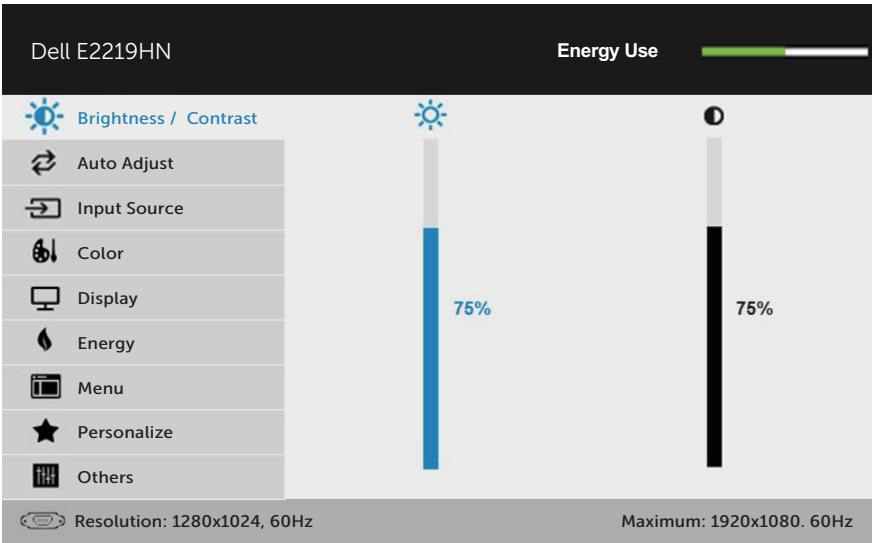 Dell E2219HN
Energy Use
Brightness / Contrast
Auto Adjust
Input Source
Color
Display
Energy
Menu
Personalize
Others
75%
75%
Resolution: 1280x1024, 60Hz
Maximum: 1920x1080. 60Hz